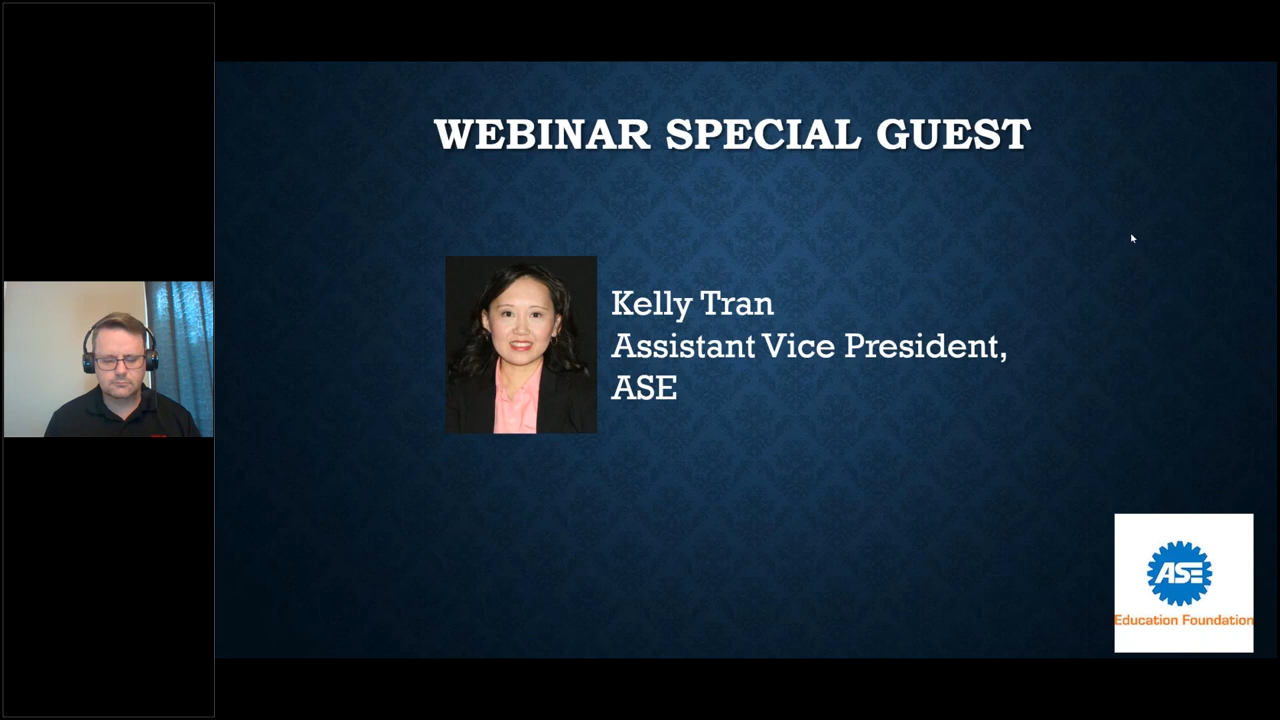 WEBINAR SPECIAL GUEST
Kelly Tran
Assistant Vice President,
ASE
ASE
Education Foundation